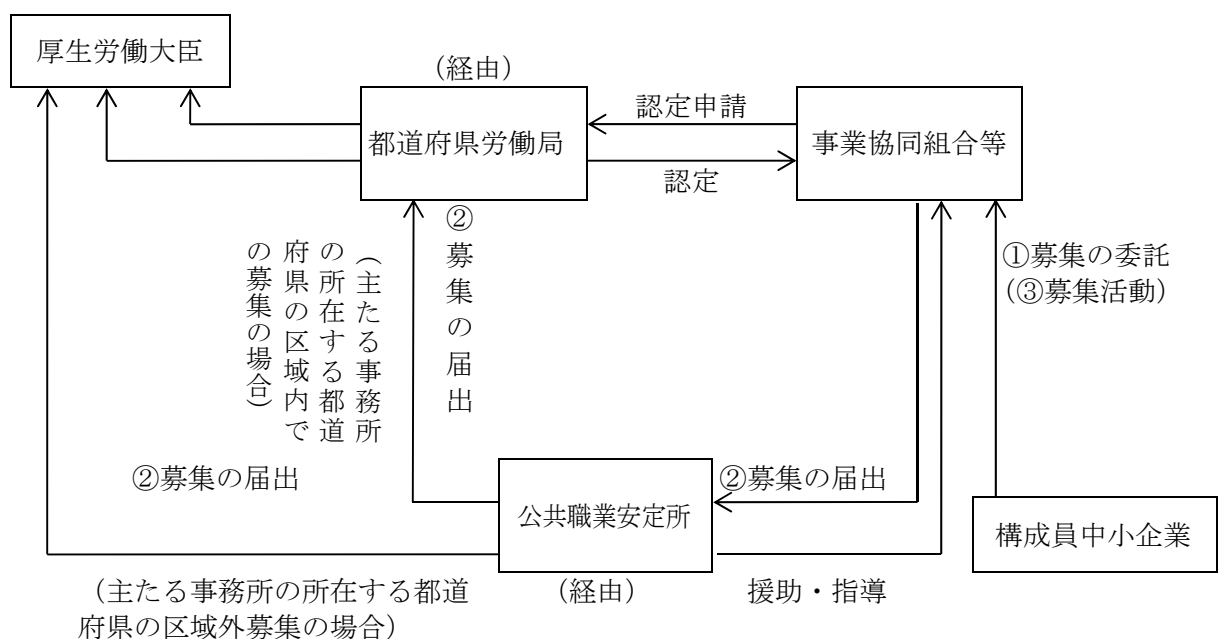 厚生労働大臣
(経由)
都道府県労働局
認定申請
認定
事業協同組合等
②募集の届出
(主たる事務所
の所在する都道
府県の区域内で
の募集の場合)
①募集の委託
(③募集活動)
②募集の届出
②募集の届出
公共職業安定所
(経由)
構成員中小企業
(主たる事務所の所在する都道
府県の区域外募集の場合)
援助・指導